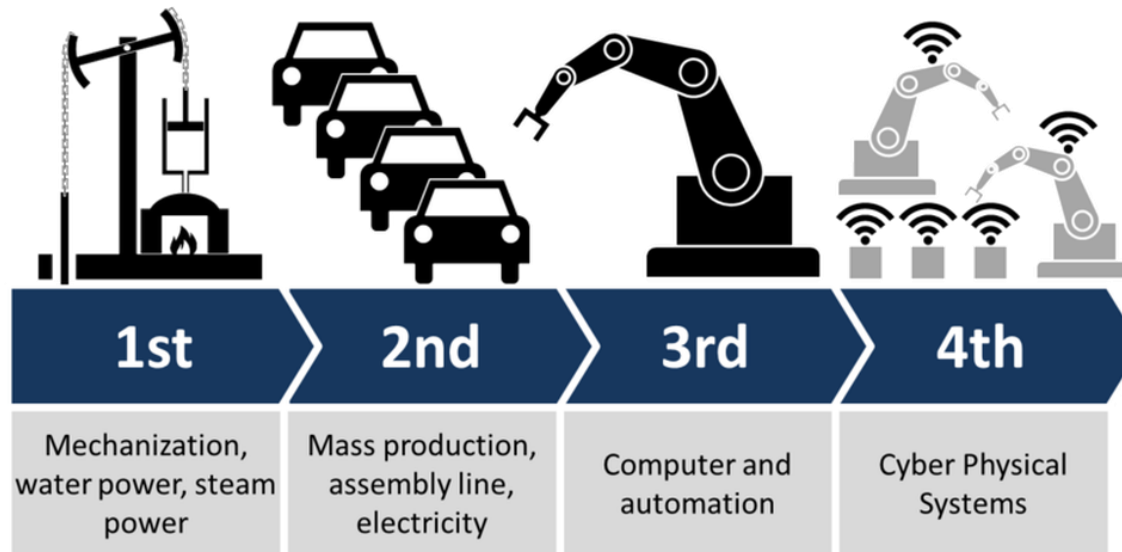 1st
2nd
3rd
4th
Mechanization,
water power, steam
power
Mass production,
assembly line,
electricity
Computer and
automation
Cyber Physical
Systems